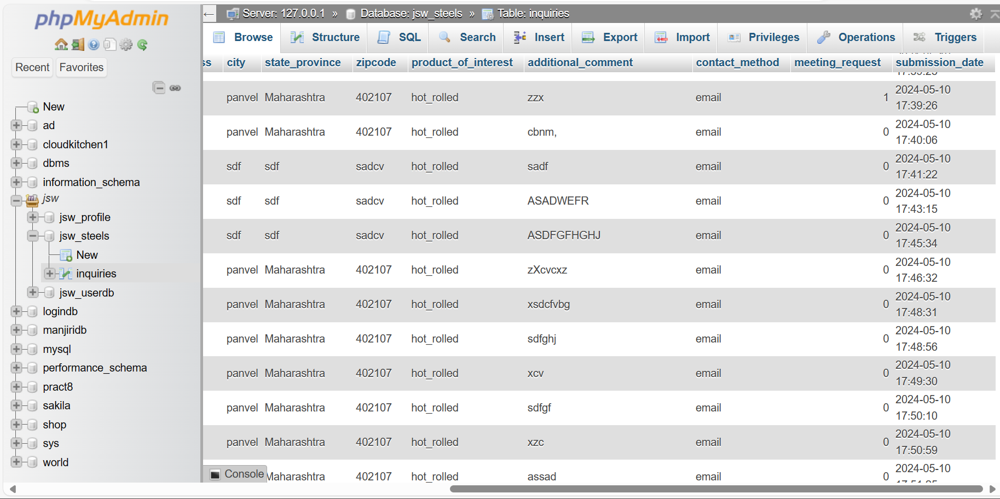 phpMyAdmin
Recent Favorites
New
ad
cloudkitchen1
dbms
information_schema
jsw
jsw_profile
jsw_steels
New
inquiries
jsw_userdb
logindb
manjiridb
mysql
performance_schema
pract8
sakila
shop
sys
world
Server: 127.0.0.1 » Database: jsw_steels » Table: inquiries
Browse Structure SQL Search Insert Export Import Privileges Operations Triggers
ss city state_province zipcode product_of_interest additional_comment contact_method meeting_request submission_date
panvel Maharashtra 402107 hot_rolled zzx email 1 2024-05-10
17:39:26
panvel Maharashtra 402107 hot_rolled cbnm, email 0 2024-05-10
17:40:06
sdf sdf sadcv hot_rolled sadf email 0 2024-05-10
17:41:22
sdf sdf sadcv hot_rolled ASADWEFR email 0 2024-05-10
17:43:15
sdf sdf sadcv hot_rolled ASDFGFHGHJ email 0 2024-05-10
17:45:34
panvel Maharashtra 402107 hot_rolled zXcvcxz email 0 2024-05-10
17:46:32
panvel Maharashtra 402107 hot_rolled xsdcfvbg email 0 2024-05-10
17:48:31
panvel Maharashtra 402107 hot_rolled sdfghj email 0 2024-05-10
17:48:56
panvel Maharashtra 402107 hot_rolled xcv email 0 2024-05-10
17:49:30
panvel Maharashtra 402107 hot_rolled sdfgf email 0 2024-05-10
17:50:10
panvel Maharashtra 402107 hot_rolled xzc email 0 2024-05-10
17:50:59
Console Maharashtra 402107 hot_rolled assad email 0 2024-05-10